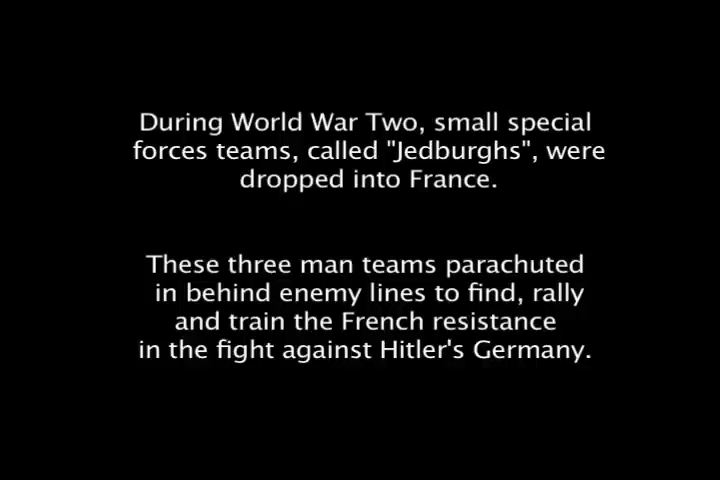 During World War Two, small special
forces teams, called "Jedburghs", were
dropped into France.
These three man teams parachuted
in behind enemy lines to find, rally
and train the French resistance
in the fight against Hitler's Germany.